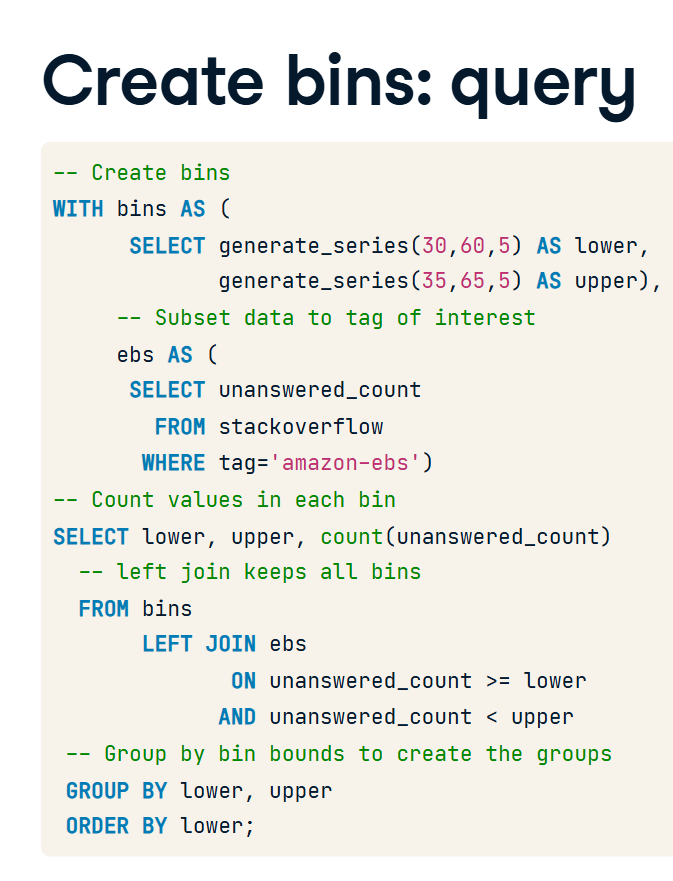 Create bins: query
-- Create bins
WITH bins AS (
      SELECT generate_series(30,60,5) AS lower,
             generate_series(35,65,5) AS upper),
     -- Subset data to tag of interest
     ebs AS (
      SELECT unanswered_count
        FROM stackoverflow
       WHERE tag='amazon-ebs')
-- Count values in each bin
SELECT lower, upper, count(unanswered_count)
  -- left join keeps all bins
  FROM bins
       LEFT JOIN ebs
              ON unanswered_count >= lower
             AND unanswered_count < upper
 -- Group by bin bounds to create the groups
 GROUP BY lower, upper
 ORDER BY lower;